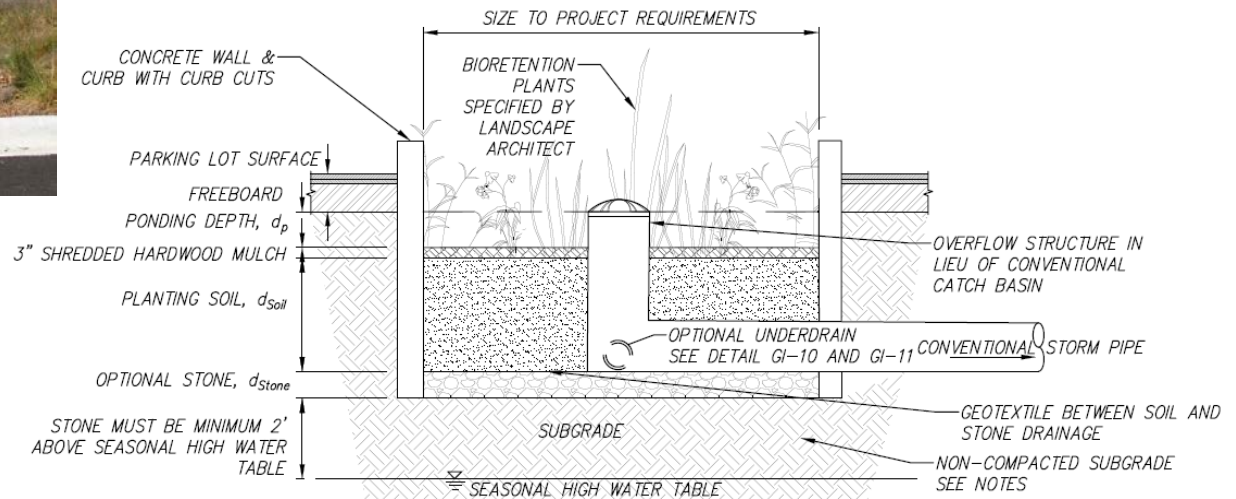 SIZE TO PROJECT REQUIREMENTS
CONCRETE WALL &
CURB WITH CURB CUTS
BIORETENTION
PLANTS
SPECIFIED BY
LANDSCAPE
ARCHITECT
PARKING LOT SURFACE
FREEBOARD
PONDING DEPTH, dp
3" SHREDDED HARDWOOD MULCH
PLANTING SOIL, dSoil
OPTIONAL STONE, dStone
STONE MUST BE MINIMUM 2'
ABOVE SEASONAL HIGH WATER
TABLE
OVERFLOW STRUCTURE IN
LIEU OF CONVENTIONAL
CATCH BASIN
OPTIONAL UNDERDRAIN
SEE DETAIL GI-10 AND GI-11
CONVENTIONAL STORM PIPE
GEOTEXTILE BETWEEN SOIL AND
STONE DRAINAGE
SUBGRADE
NON-COMPACTED SUBGRADE
SEE NOTES
SEASONAL HIGH WATER TABLE